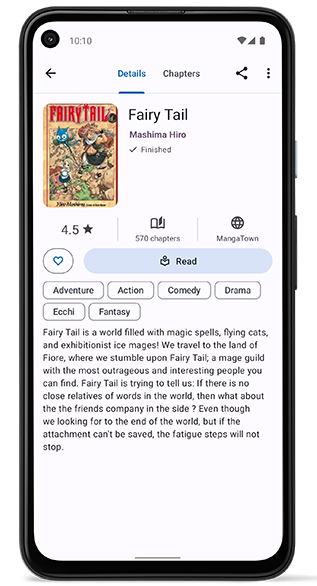 10:10
Details Chapters
FAIRY TAIL
Fairy Tail
Mashima Hiro
Finished
4.5
570 chapters
MangaTown
Read
Adventure Action Comedy Drama
Ecchi Fantasy
Fairy Tail is a world filled with magic spells, flying cats,
and exhibitionist ice mages! We travel to the land of
Fiore, where we stumble upon Fairy Tail; a mage guild
with the most outrageous and interesting people you
can find. Fairy Tail is trying to tell us: If there is no
close relatives of words in the world, then what about
the the friends company in the side ? Even though
we looking for to the end of the world, but if the
attachment can't be saved, the fatigue steps will not
stop.